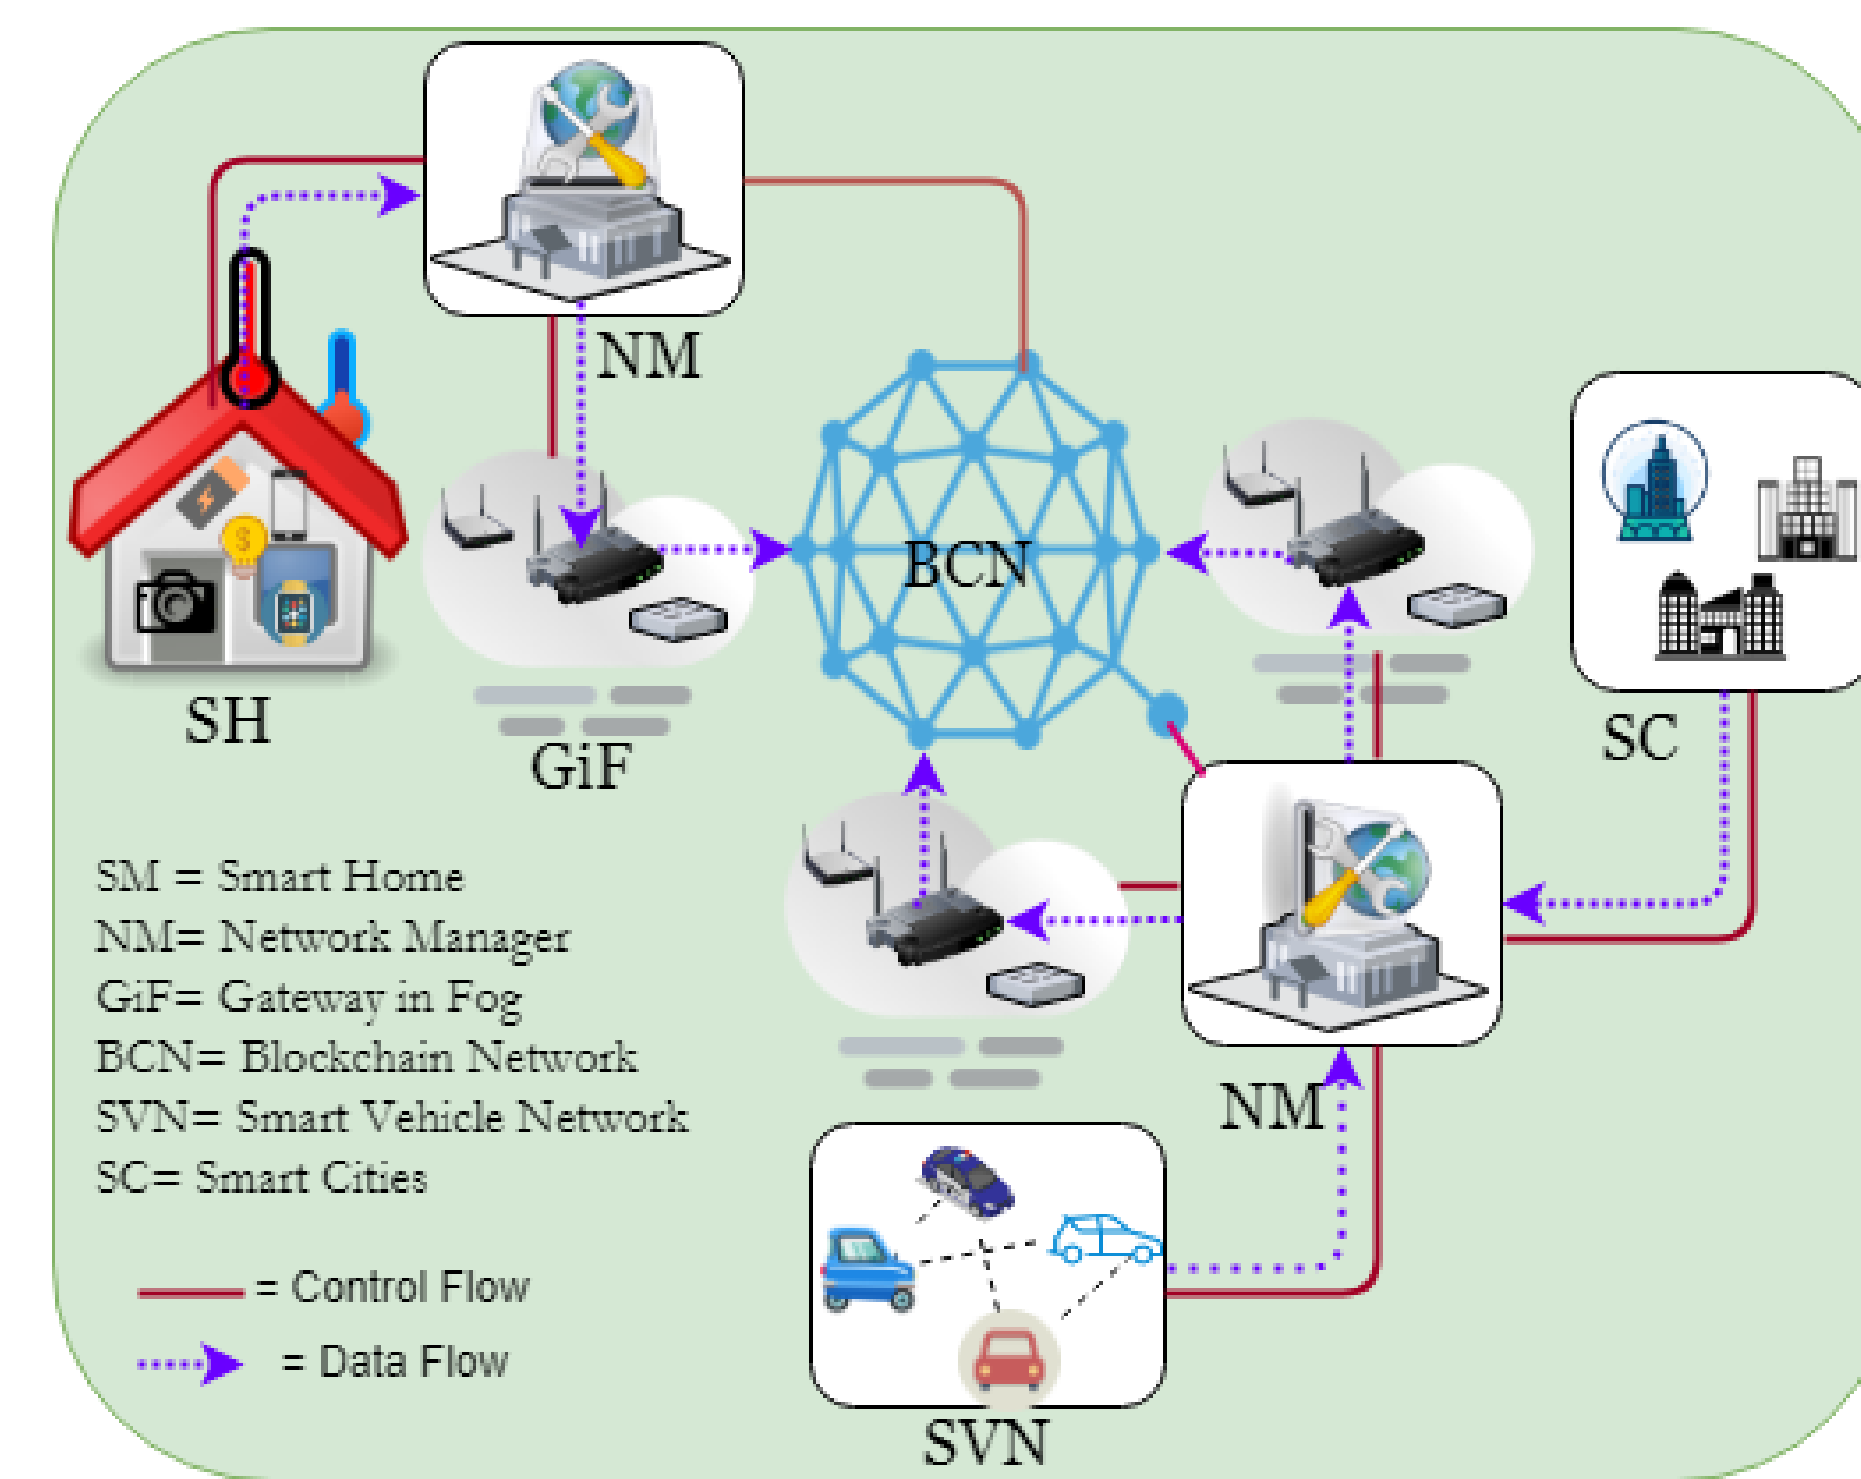 NM
BCN
SH
GiF
SC
NM
SVN
SM = Smart Home
NM= Network Manager
GiF= Gateway in Fog
BCN= Blockchain Network
SVN= Smart Vehicle Network
SC= Smart Cities
= Control Flow
= Data Flow